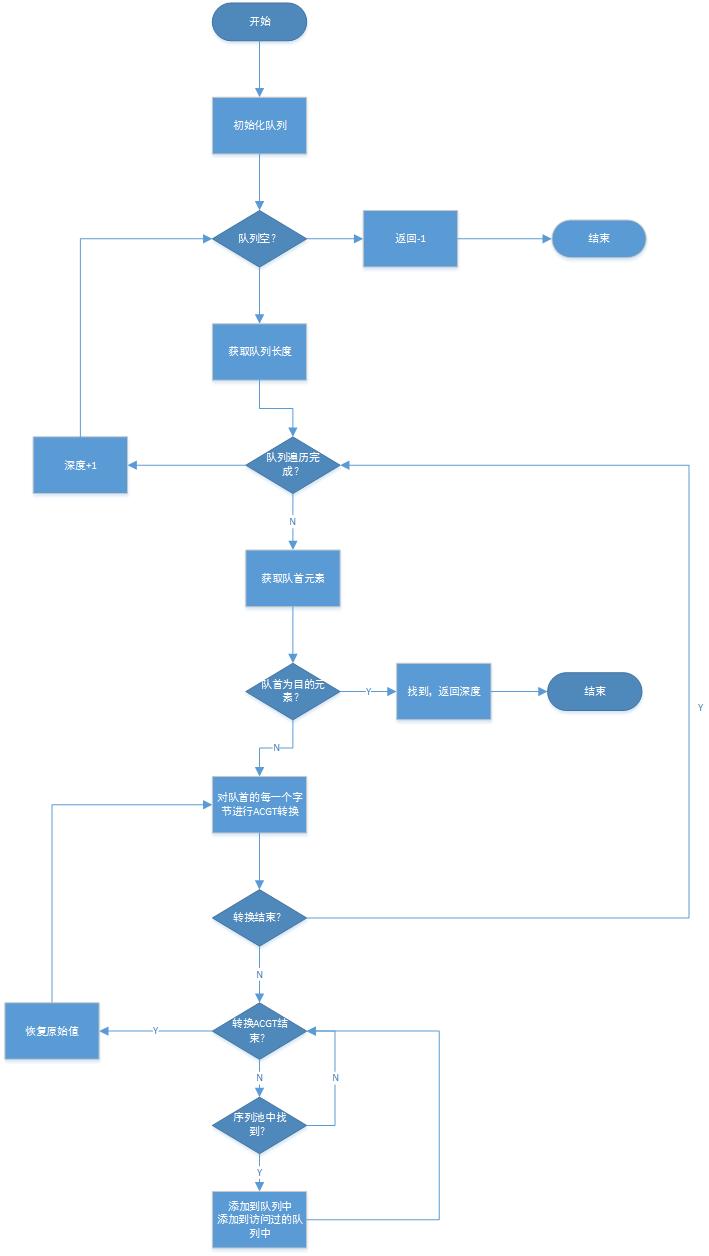 开始
初始化队列
队列空？
返回-1
结束
获取队列长度
深度+1
队列遍历完
成？
N
获取队首元素
队首为目的元
素？
Y
找到，返回深度
结束
Y
N
对队首的每一个字
节进行ACGT转换
转换结束？
N
恢复原始值
Y
转换ACGT结
束？
N
N
序列池中找
到？
Y
添加到队列中
添加到访问过的队
列中